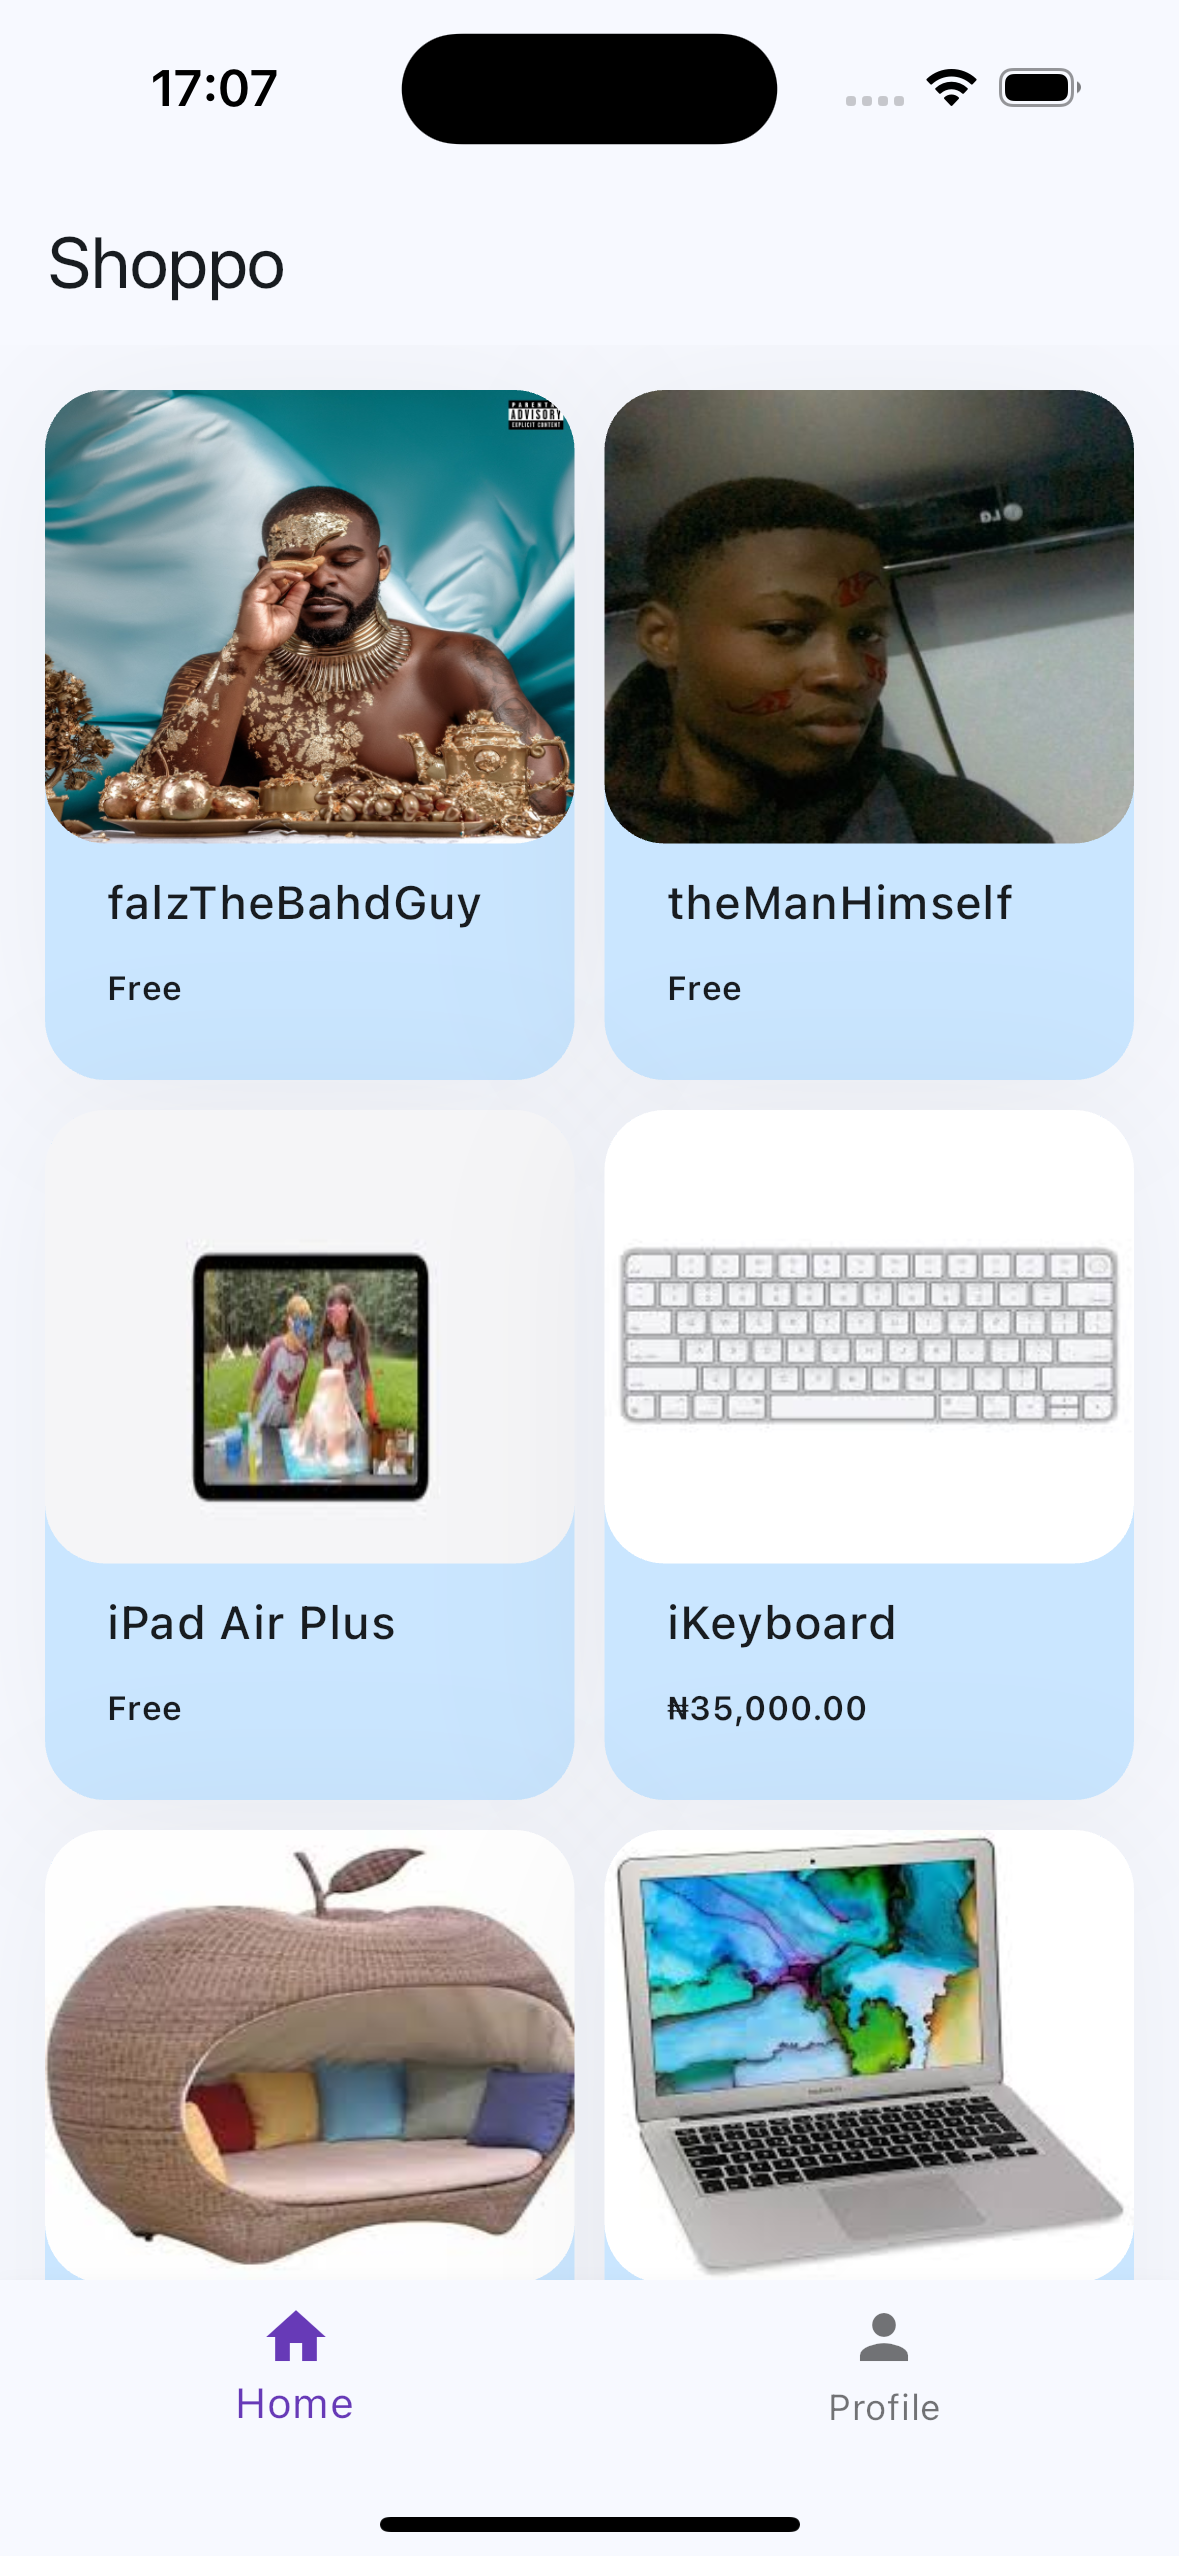 17:07
Shoppo
ADVISORY
EXPLICIT CONTENT
LG
falzTheBahdGuy
theManHimself
Free
Free
iPad Air Plus
iKeyboard
Free
₦35,000.00
Home
Profile